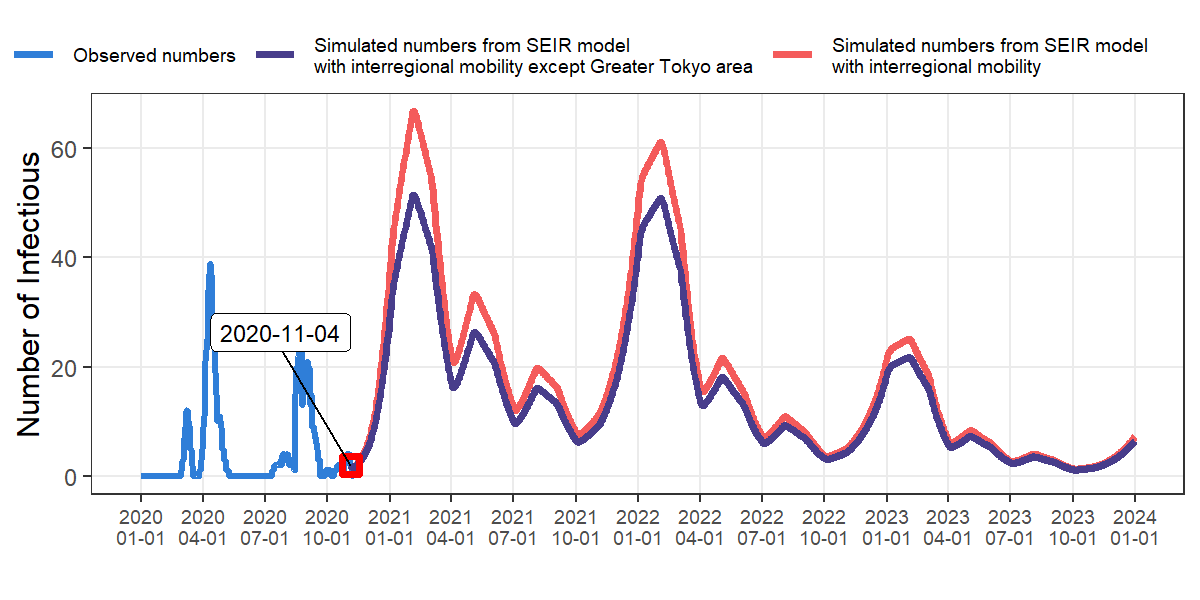 Observed numbers
Simulated numbers from SEIR model
with interregional mobility except Greater Tokyo area
Simulated numbers from SEIR model
with interregional mobility
Number of Infectious
60
40
20
0
2020-11-04
2020 2020 2020 2020 2021 2021 2021 2021 2022 2022 2022 2022 2023 2023 2023 2023 2024
01-01 04-01 07-01 10-01 01-01 04-01 07-01 10-01 01-01 04-01 07-01 10-01 01-01 04-01 07-01 10-01 01-01